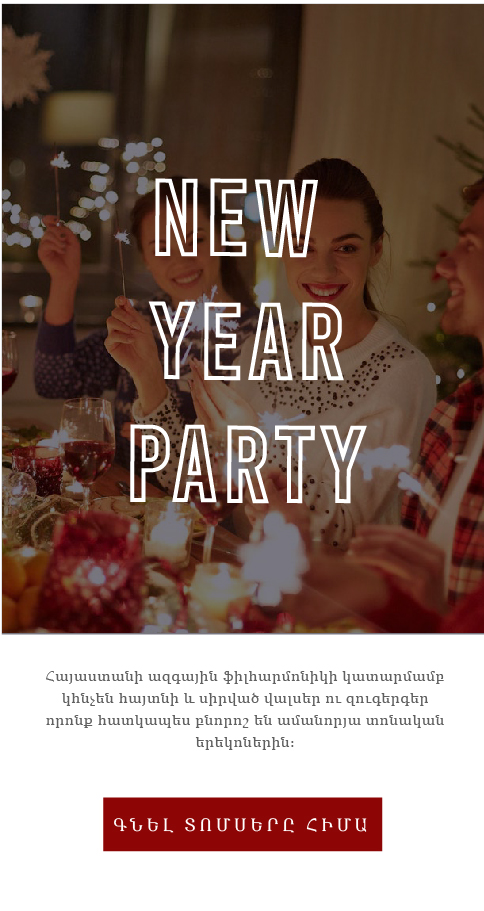 NEW
YEAR
PARTY
Հայաստանի ազգային ֆիլհարմոնիկի կատարմամբ
կհնչեն հայտնի և սիրված վալսեր ու զուգերգեր
որոնք հատկապես բնորոշ են ամանորյա տոնական
երեկոներին:
ԳՆԵԼ ՏՈՄՍԵՐԸ ՀԻՄԱ